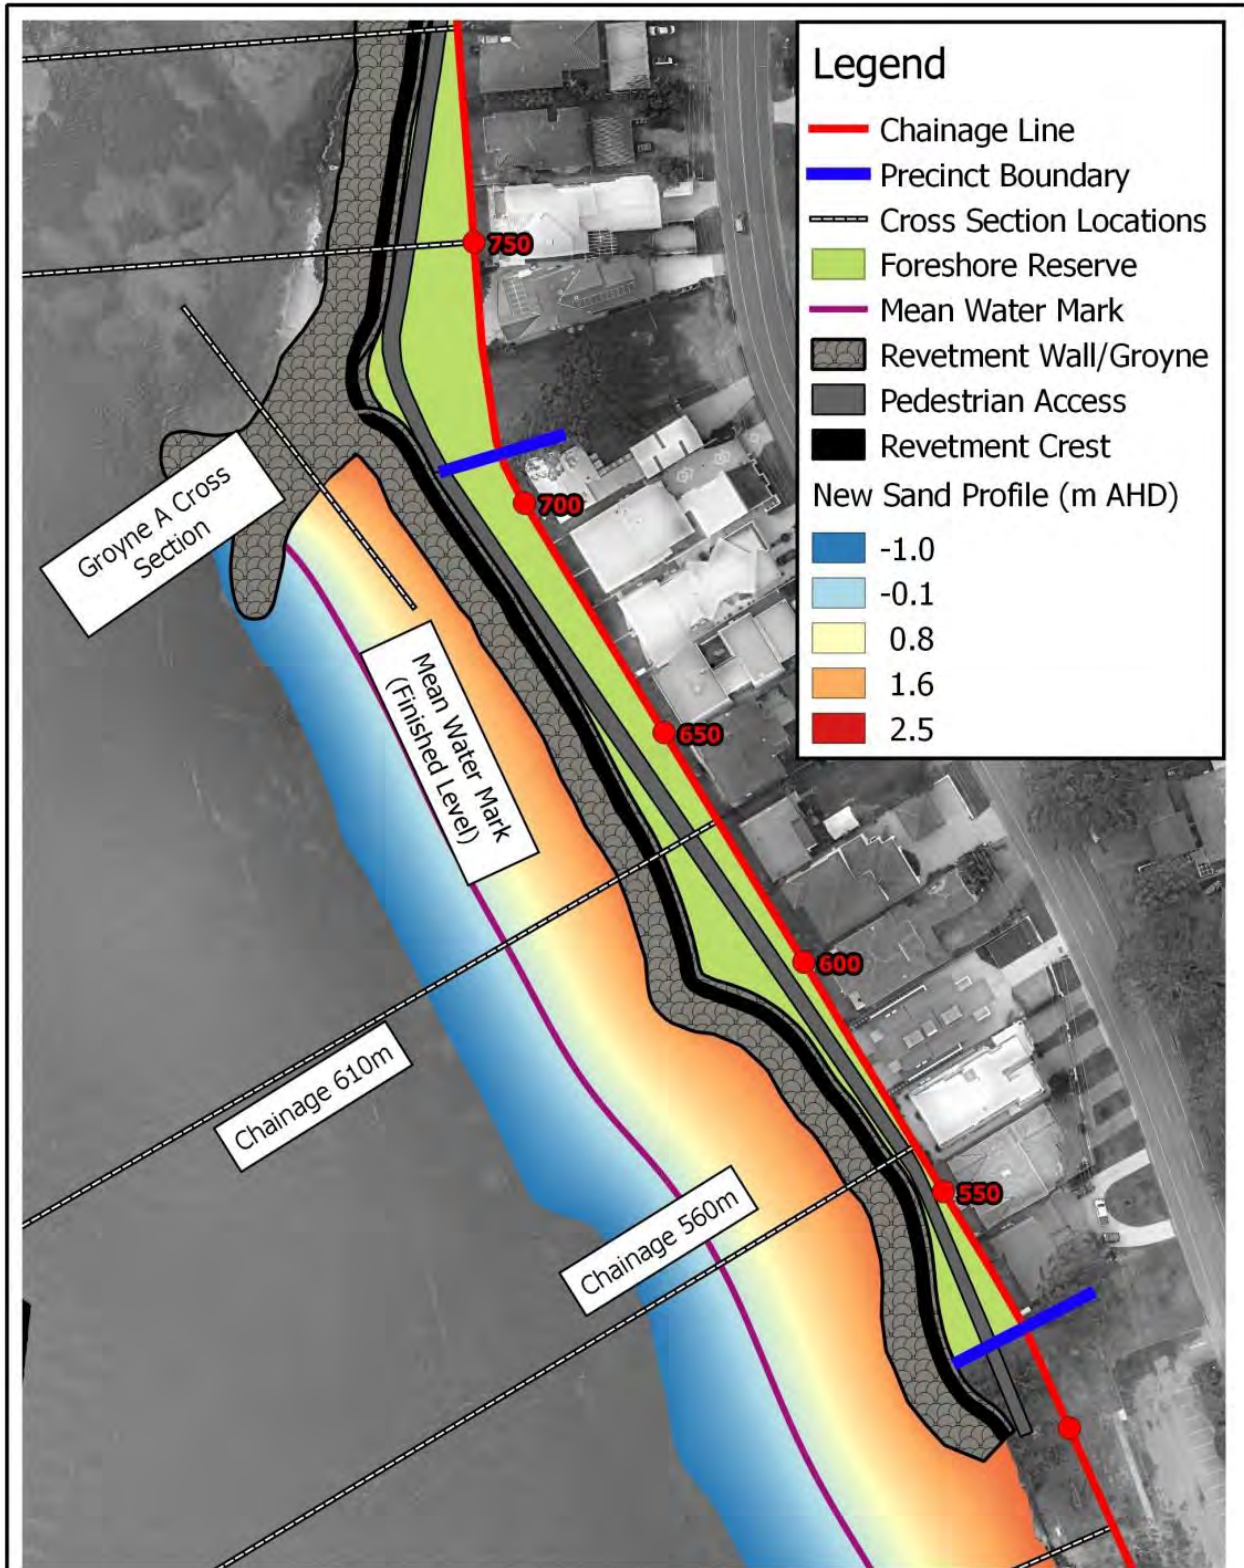 Legend
Chainage Line
Precinct Boundary
Cross Section Locations
Foreshore Reserve
Mean Water Mark
Revetment Wall/Groyne
Pedestrian Access
Revetment Crest
New Sand Profile (m AHD)
-1.0
-0.1
0.8
1.6
2.5
750
700
Groyne A Cross
Section
Mean Water Mark
(Finished Level)
650
600
Chainage 610m
550
Chainage 560m